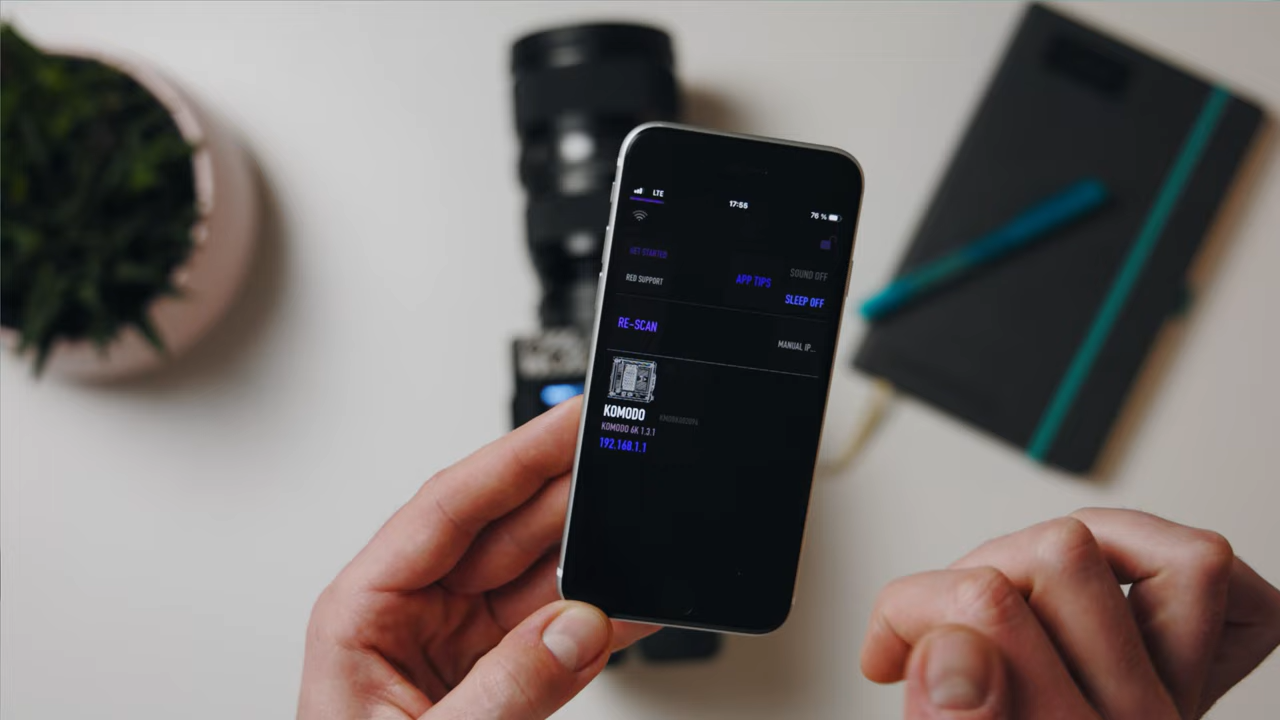 LTE
17:55
76 %
GET STARTED
SOUND OFF
RED SUPPORT
APP TIPS
SLEEP OFF
RE-SCAN
MANUAL IP...
KOMODO
KOMODO 6K 1.3.1
192.168.1.1